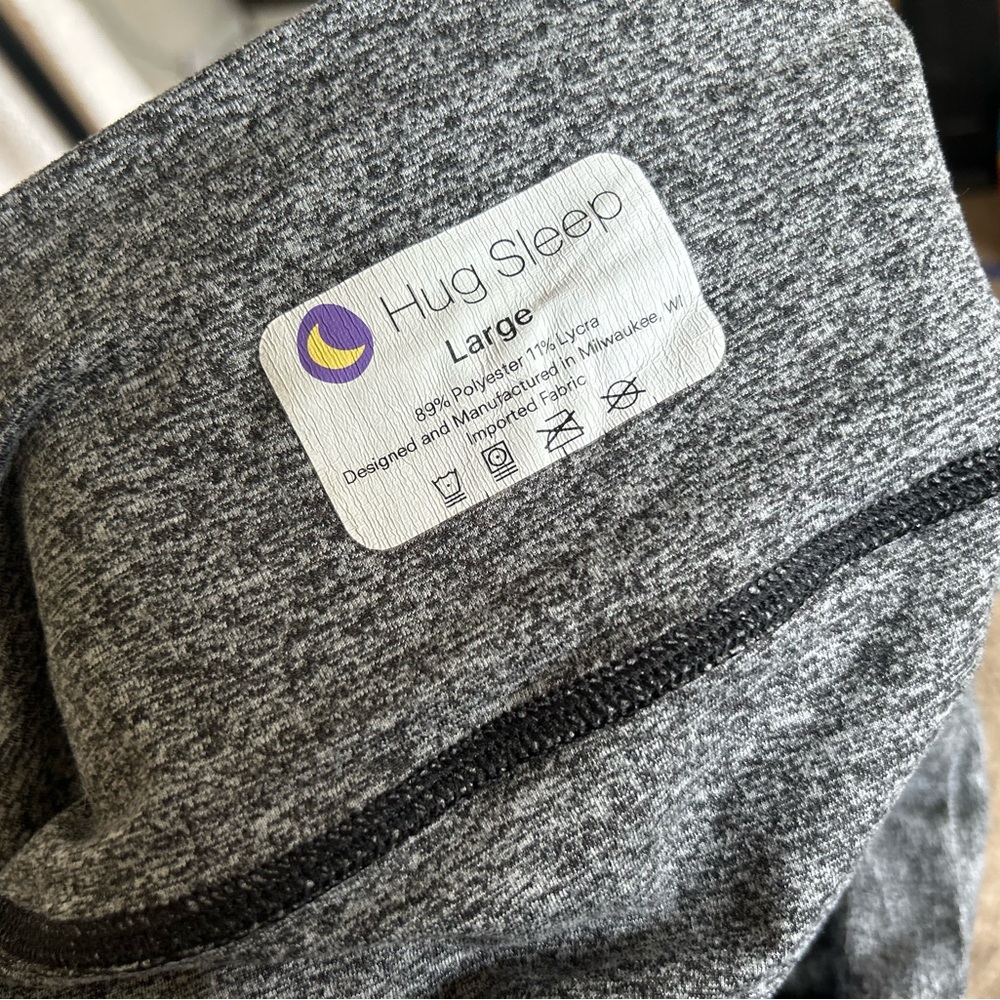 Hug Sleep
Large
89% Polyester 11% Lycra
Designed and Manufactured in Milwaukee, WI
Imported Fabric